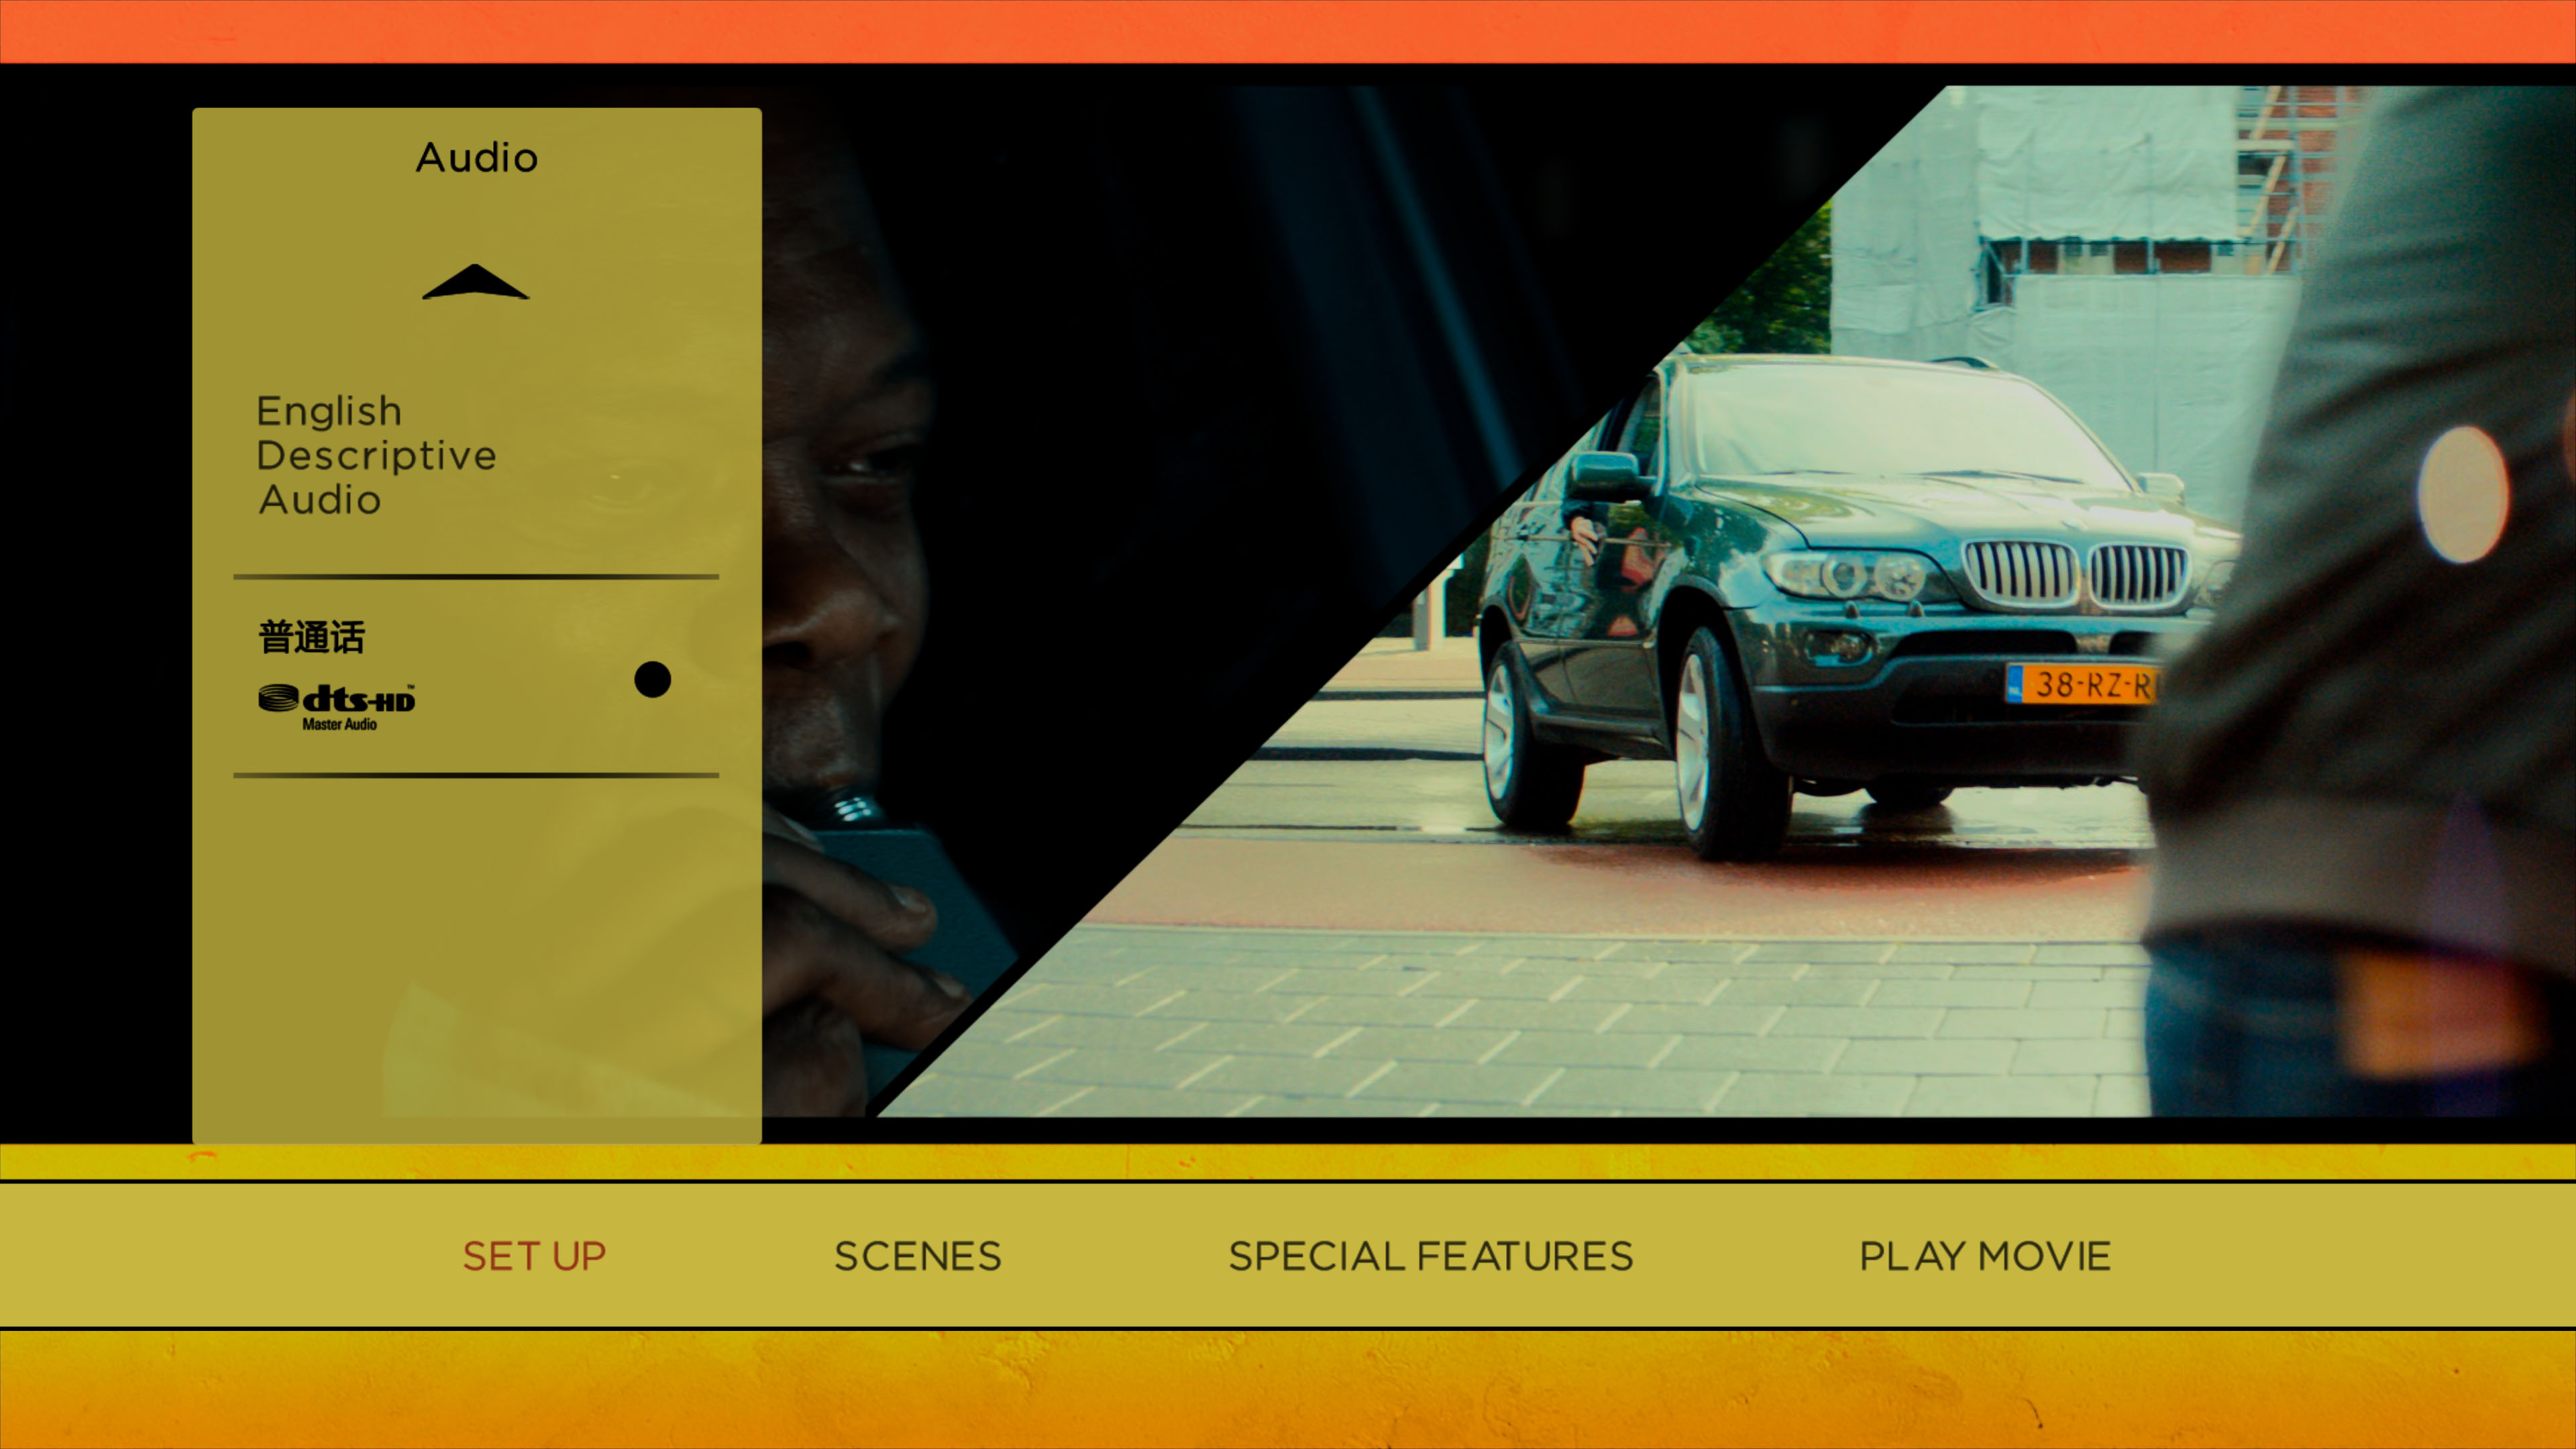 Audio
English
Descriptive
Audio
普通话
dts-HD™
Master Audio
38-RZ-R
SET UP
SCENES
SPECIAL FEATURES
PLAY MOVIE